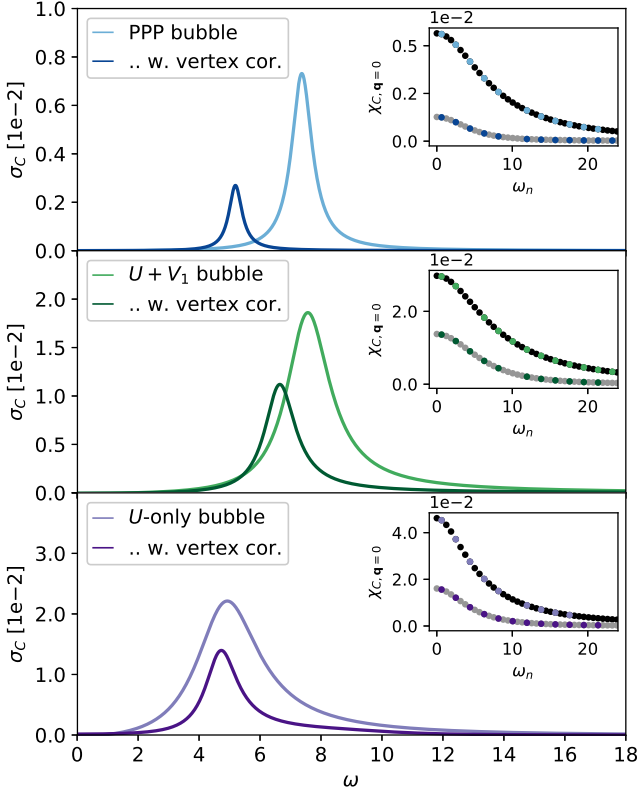 1.0
0.8
0.6
0.4
0.2
0.0
σ_C [1e−2]
PPP bubble
.. w. vertex cor.
1e−2
0.5
0.2
0.0
χ_{C, q=0}
0 10 20
ω_n
2.0
1.5
1.0
0.5
0.0
σ_C [1e−2]
U + V_1 bubble
.. w. vertex cor.
1e−2
2.0
0.0
χ_{C, q=0}
0 10 20
ω_n
3.0
2.0
1.0
0.0
σ_C [1e−2]
U-only bubble
.. w. vertex cor.
1e−2
4.0
2.0
0.0
χ_{C, q=0}
0 10 20
ω_n
0 2 4 6 8 10 12 14 16 18
ω